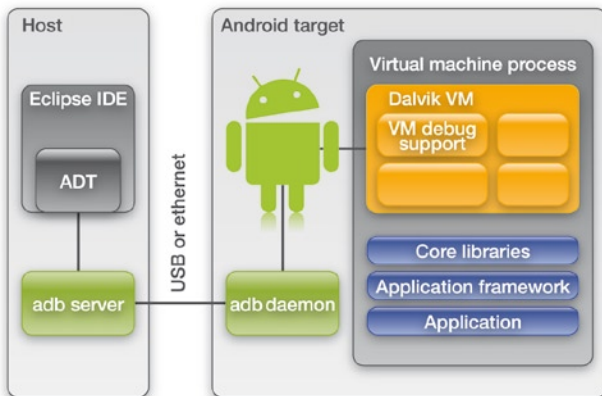 Host
Eclipse IDE
ADT
adb server
USB or ethernet
Android target
adb daemon
Virtual machine process
Dalvik VM
VM debug
support
Core libraries
Application framework
Application